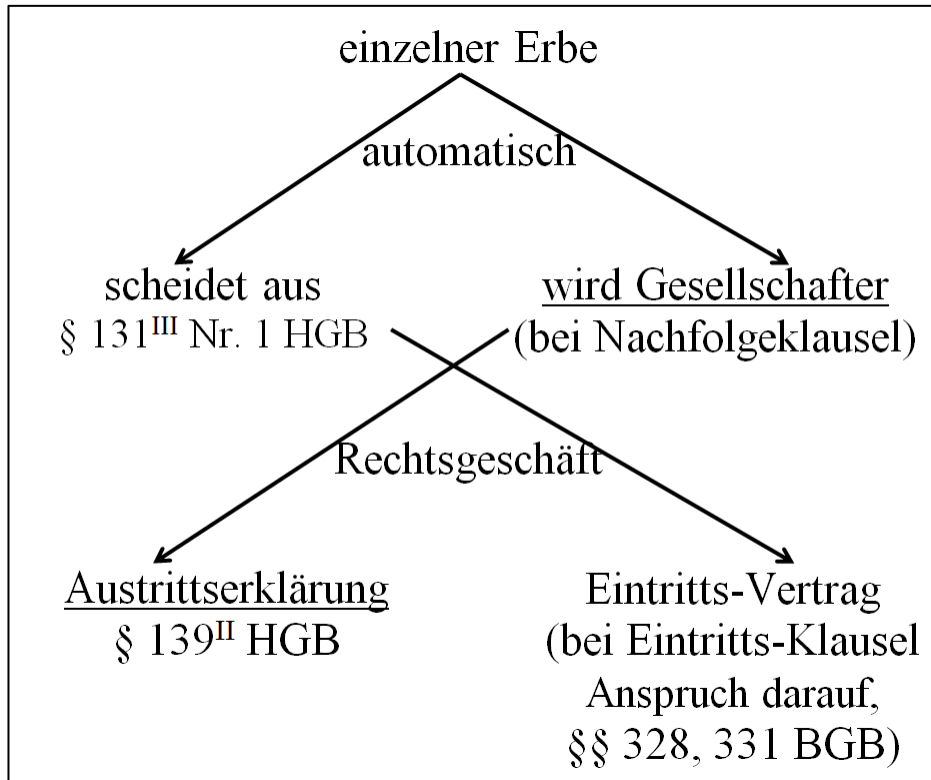 einzelner Erbe
automatisch
scheidet aus
§ 131III Nr. 1 HGB
wird Gesellschafter
(bei Nachfolgeklausel)
Rechtsgeschäft
Austrittserklärung
§ 139II HGB
Eintritts-Vertrag
(bei Eintritts-Klausel
Anspruch darauf,
§§ 328, 331 BGB)